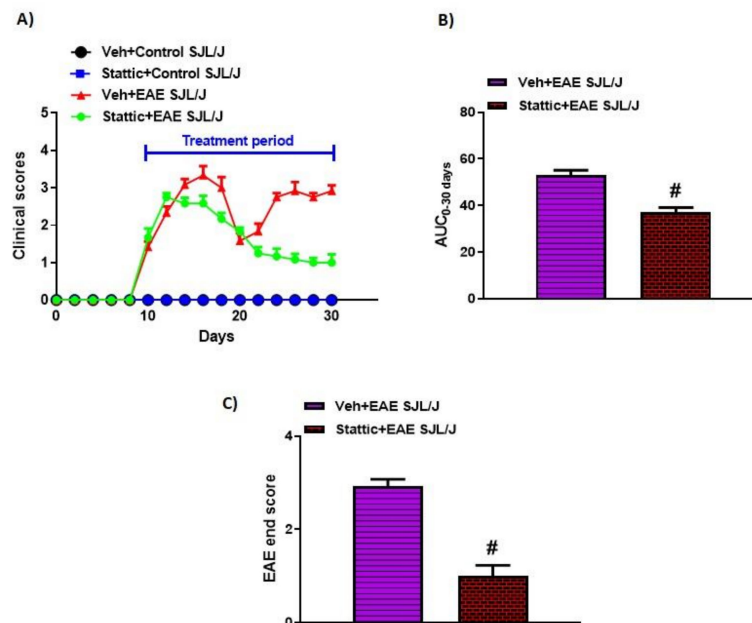 A)
Veh+Control SJL/J
Stattic+Control SJL/J
Veh+EAE SJL/J
Stattic+EAE SJL/J
Treatment period
Clinical scores
5
4
3
2
1
0
0
10
20
30
Days
B)
Veh+EAE SJL/J
Stattic+EAE SJL/J
AUC0-30 days
80
60
40
20
0
#
C)
Veh+EAE SJL/J
Stattic+EAE SJL/J
EAE end score
4
2
0
#